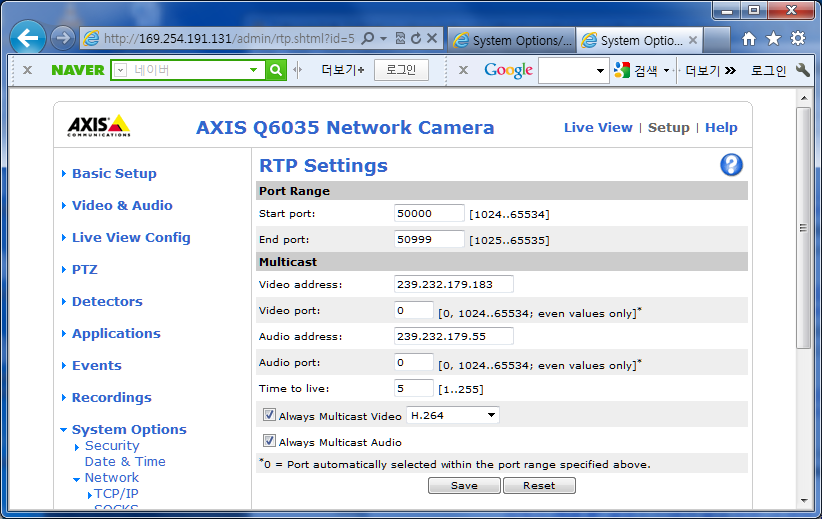 http://169.254.191.131/admin/rtp.shtml?id=5
System Options/...
System Optio...
NAVER 네이버 더보기+ 로그인
Google 검색 더보기 로그인
AXIS COMMUNICATIONS
AXIS Q6035 Network Camera
Live View | Setup | Help
Basic Setup
Video & Audio
Live View Config
PTZ
Detectors
Applications
Events
Recordings
System Options
Security
Date & Time
Network
TCP/IP
SOCKS
RTP Settings
Port Range
Start port: 50000 [1024..65534]
End port: 50999 [1025..65535]
Multicast
Video address: 239.232.179.183
Video port: 0 [0, 1024..65534; even values only]*
Audio address: 239.232.179.55
Audio port: 0 [0, 1024..65534; even values only]*
Time to live: 5 [1..255]
Always Multicast Video H.264
Always Multicast Audio
*0 = Port automatically selected within the port range specified above.
Save Reset